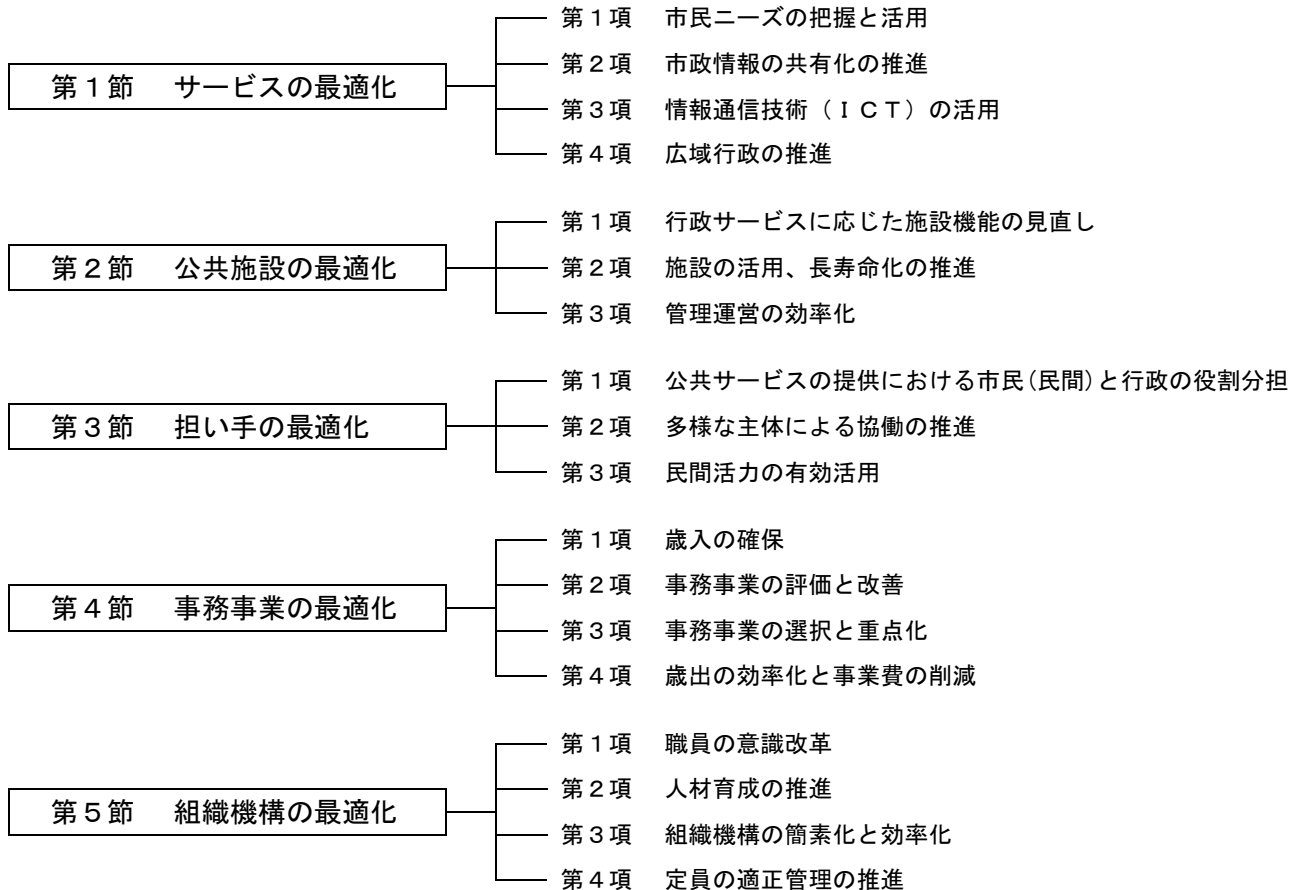 第１節　サービスの最適化
第１項　市民ニーズの把握と活用
第２項　市政情報の共有化の推進
第３項　情報通信技術（ＩＣＴ）の活用
第４項　広域行政の推進
第２節　公共施設の最適化
第１項　行政サービスに応じた施設機能の見直し
第２項　施設の活用、長寿命化の推進
第３項　管理運営の効率化
第３節　担い手の最適化
第１項　公共サービスの提供における市民(民間)と行政の役割分担
第２項　多様な主体による協働の推進
第３項　民間活力の有効活用
第４節　事務事業の最適化
第１項　歳入の確保
第２項　事務事業の評価と改善
第３項　事務事業の選択と重点化
第４項　歳出の効率化と事業費の削減
第５節　組織機構の最適化
第１項　職員の意識改革
第２項　人材育成の推進
第３項　組織機構の簡素化と効率化
第４項　定員の適正管理の推進